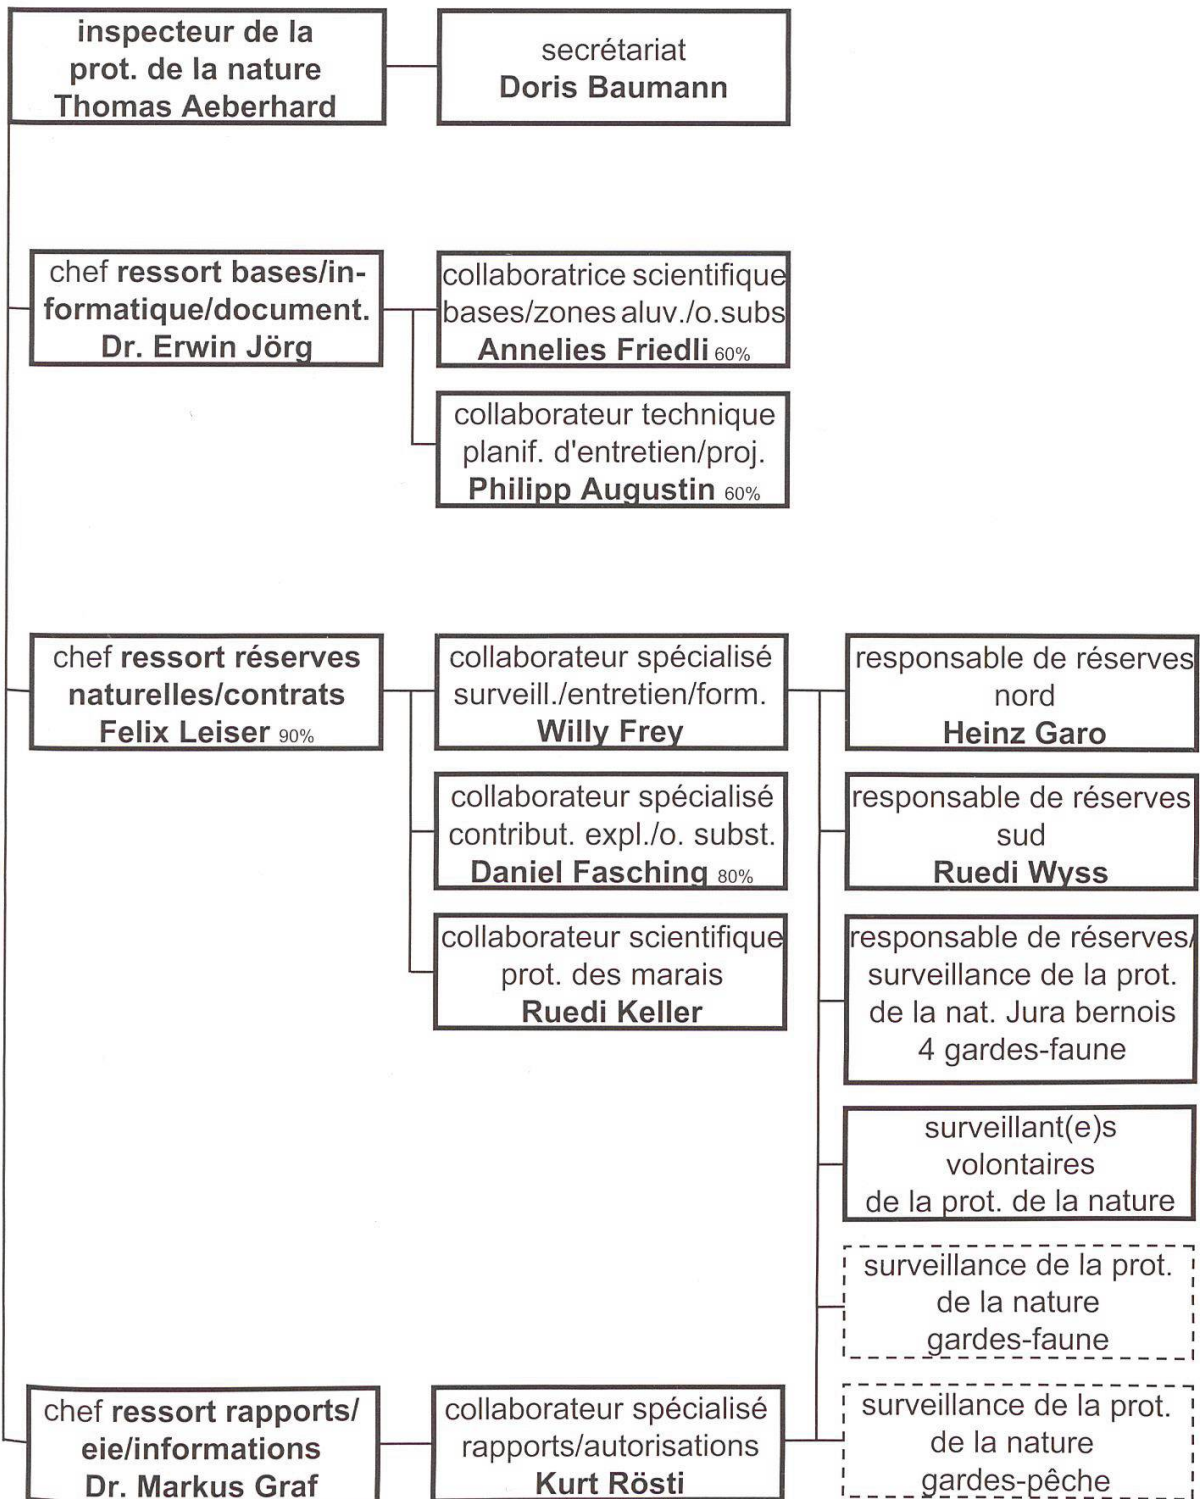 inspecteur de la
prot. de la nature
Thomas Aeberhard
secrétariat
Doris Baumann
chef ressort bases/in-
formatique/document.
Dr. Erwin Jörg
collaboratrice scientifique
bases/zones aluv./o.subs
Annelies Friedli 60%
collaborateur technique
planif. d'entretien/proj.
Philipp Augustin 60%
chef ressort réserves
naturelles/contrats
Felix Leiser 90%
collaborateur spécialisé
surveill./entretien/form.
Willy Frey
collaborateur spécialisé
contribut. expl./o. subst.
Daniel Fasching 80%
collaborateur scientifique
prot. des marais
Ruedi Keller
responsable de réserves
nord
Heinz Garo
responsable de réserves
sud
Ruedi Wyss
responsable de réserves/
surveillance de la prot.
de la nat. Jura bernois
4 gardes-faune
surveillant(e)s
volontaires
de la prot. de la nature
surveillance de la prot.
de la nature
gardes-faune
chef ressort rapports/
eie/informations
Dr. Markus Graf
collaborateur spécialisé
rapports/autorisations
Kurt Rösti
surveillance de la prot.
de la nature
gardes-pêche